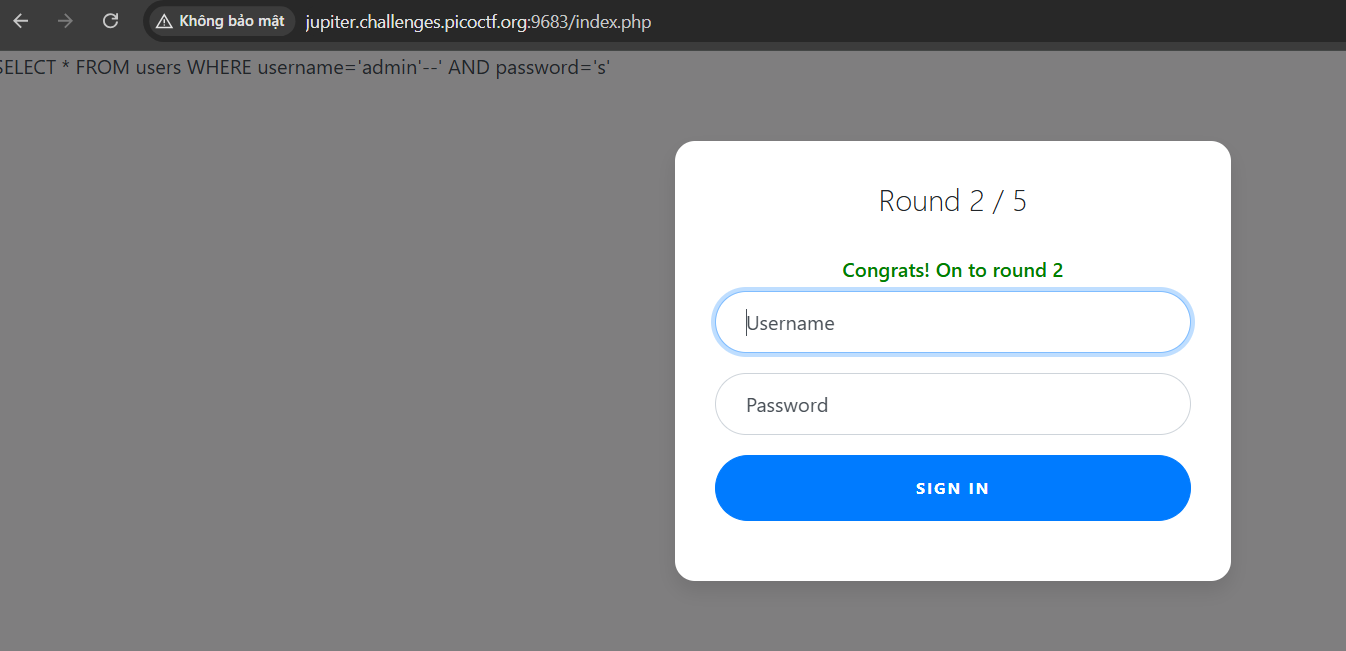 Không bảo mật jupiter.challenges.picoctf.org:9683/index.php
SELECT * FROM users WHERE username='admin'--' AND password='s'
Round 2 / 5
Congrats! On to round 2
Username
Password
SIGN IN